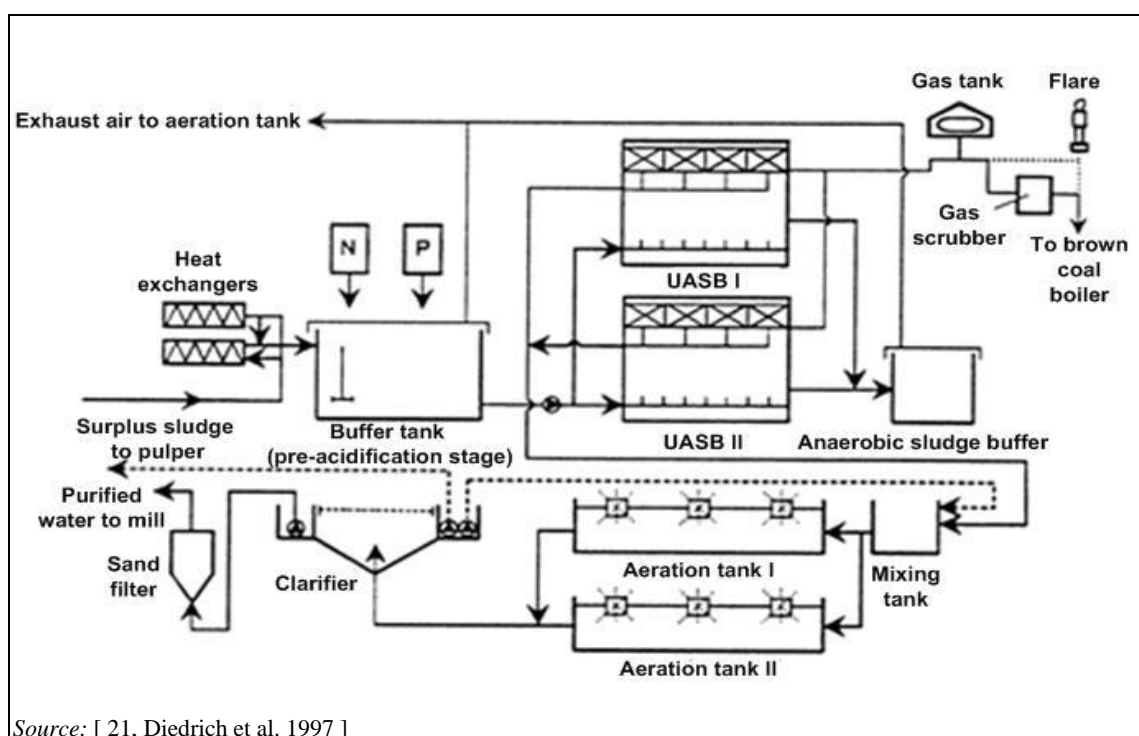 Gas tank
Flare
Exhaust air to aeration tank
N
P
Gas
scrubber
To brown
coal
boiler
Heat
exchangers
UASB I
Surplus sludge
to pulper
Buffer tank
(pre-acidification stage)
UASB II
Anaerobic sludge buffer
Purified
water to mill
Sand
filter
Clarifier
Aeration tank I
Mixing
tank
Aeration tank II
Source: [ 21, Diedrich et al. 1997 ]